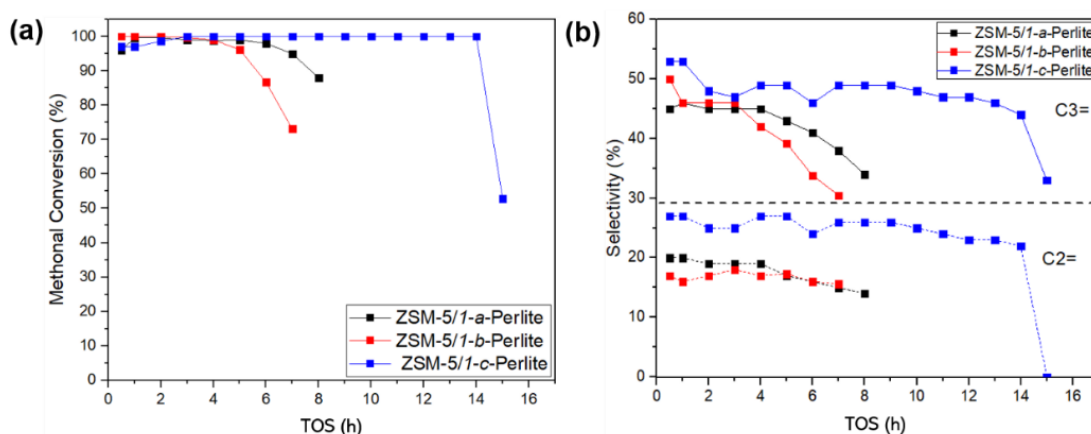 (a)
Methonal Conversion (%)
100
90
80
70
60
50
40
30
20
10
0
0 2 4 6 8 10 12 14 16
TOS (h)
ZSM-5/1-a-Perlite
ZSM-5/1-b-Perlite
ZSM-5/1-c-Perlite
(b)
Selectivity (%)
60
50
40
30
20
10
0
0 2 4 6 8 10 12 14 16
TOS (h)
ZSM-5/1-a-Perlite
ZSM-5/1-b-Perlite
ZSM-5/1-c-Perlite
C3=
C2=